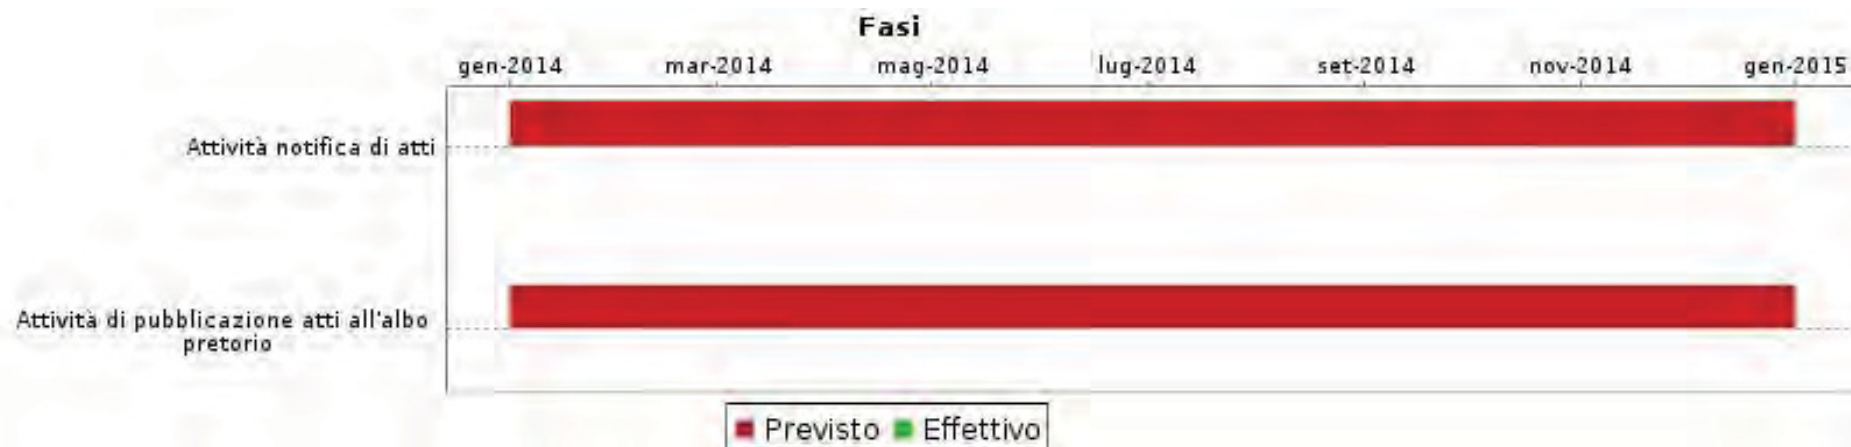 Fasi
gen-2014 mar-2014 mag-2014 lug-2014 set-2014 nov-2014 gen-2015
Attività notifica di atti
Attività di pubblicazione atti all'albo
pretorio
Previsto Effettivo